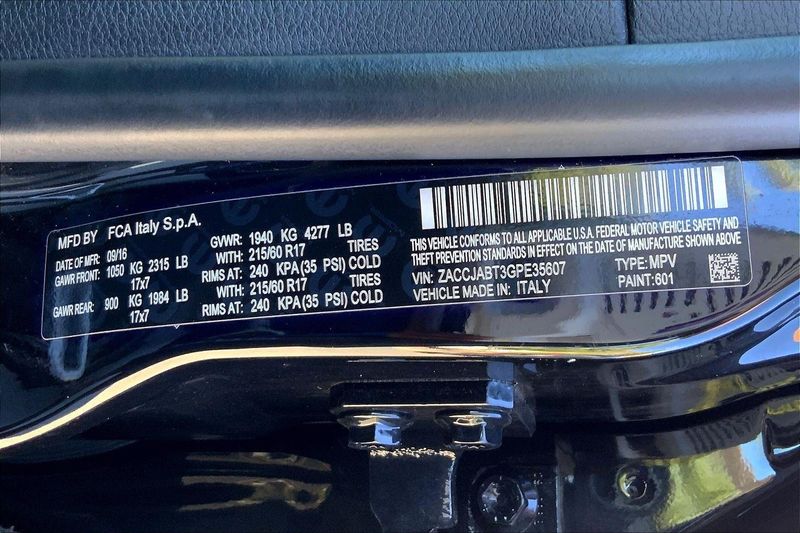 MFD BY FCA Italy S.p.A.
DATE OF MFR 09/16 GVWR: 1940 KG 4277 LB
GAWR FRONT: 1050 KG 2315 LB WITH: 215/60 R17 TIRES
17x7 RIMS AT: 240 KPA(35 PSI) COLD
GAWR REAR: 900 KG 1984 LB WITH: 215/60 R17 TIRES
17x7 RIMS AT: 240 KPA(35 PSI) COLD
THIS VEHICLE CONFORMS TO ALL APPLICABLE U.S.A. FEDERAL MOTOR VEHICLE SAFETY AND
THEFT PREVENTION STANDARDS IN EFFECT ON THE DATE OF MANUFACTURE SHOWN ABOVE
VIN: ZACCJABT3GPE35607 TYPE: MPV
VEHICLE MADE IN: ITALY PAINT: 601